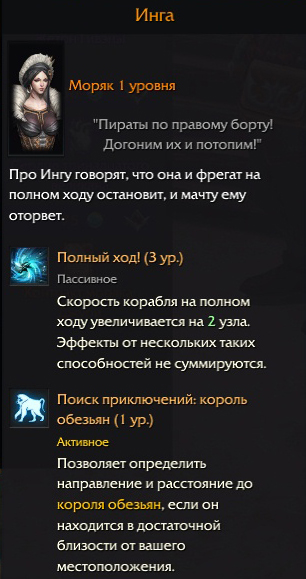 Инга
Моряк 1 уровня
"Пираты по правому борту!
Догоним их и потопим!"
Про Ингу говорят, что она и фрегат на
полном ходу остановит, и мачту ему
оторвет.
Полный ход! (3 ур.)
Пассивное
Скорость корабля на полном
ходу увеличивается на 2 узла.
Эффекты от нескольких таких
способностей не суммируются.
Поиск приключений: король
обезьян (1 ур.)
Активное
Позволяет определить
направление и расстояние до
короля обезьян, если он
находится в достаточной
близости от вашего
местоположения.